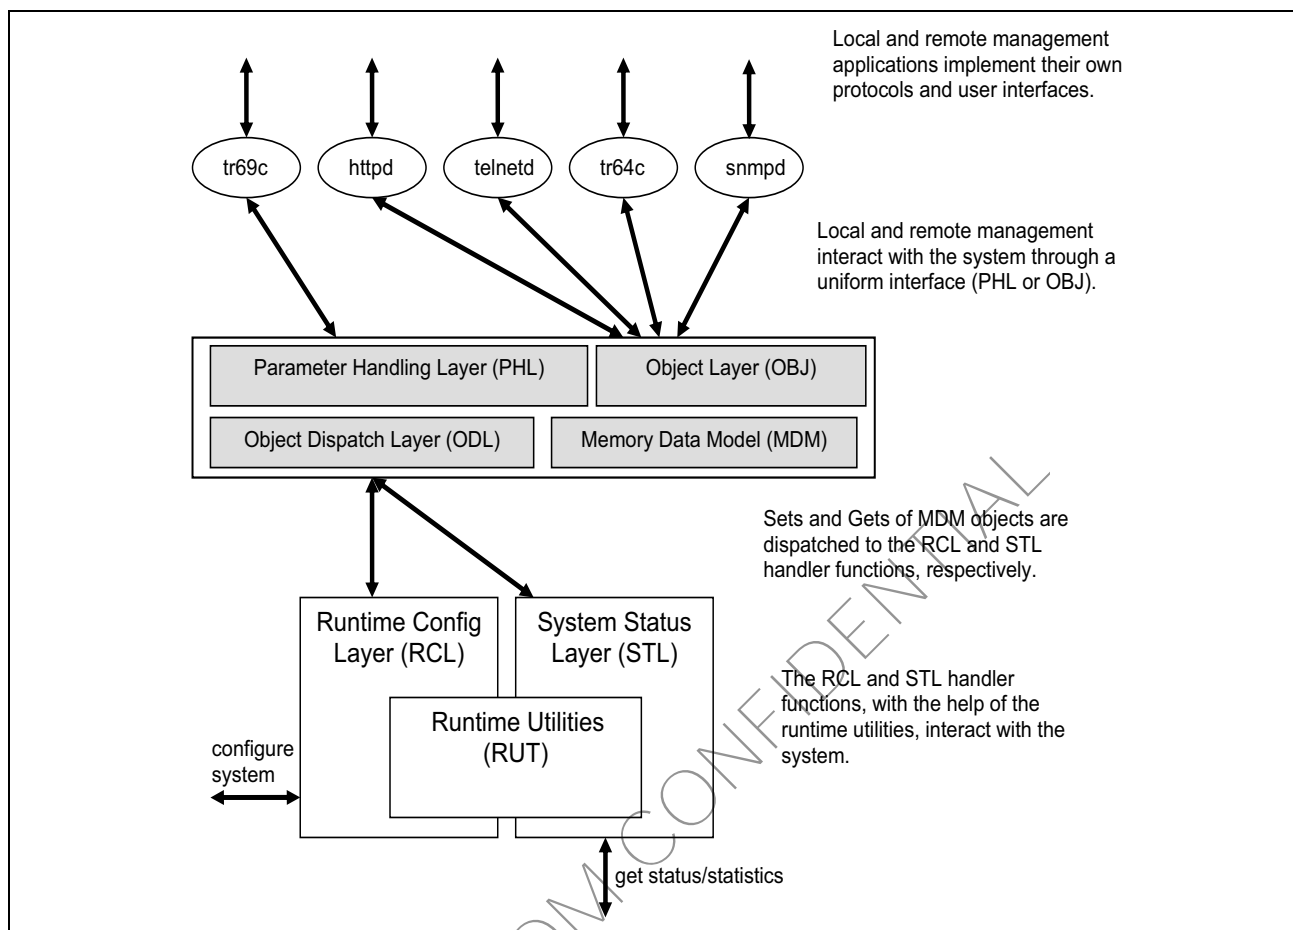 Local and remote management
applications implement their own
protocols and user interfaces.
tr69c
httpd
telnetd
tr64c
snmpd
Local and remote management
interact with the system through a
uniform interface (PHL or OBJ).
Parameter Handling Layer (PHL)
Object Layer (OBJ)
Object Dispatch Layer (ODL)
Memory Data Model (MDM)
Sets and Gets of MDM objects are
dispatched to the RCL and STL
handler functions, respectively.
Runtime Config
Layer (RCL)
System Status
Layer (STL)
The RCL and STL handler
functions, with the help of the
runtime utilities, interact with the
system.
Runtime Utilities
(RUT)
configure
system
get status/statistics
CONFIDENTIAL